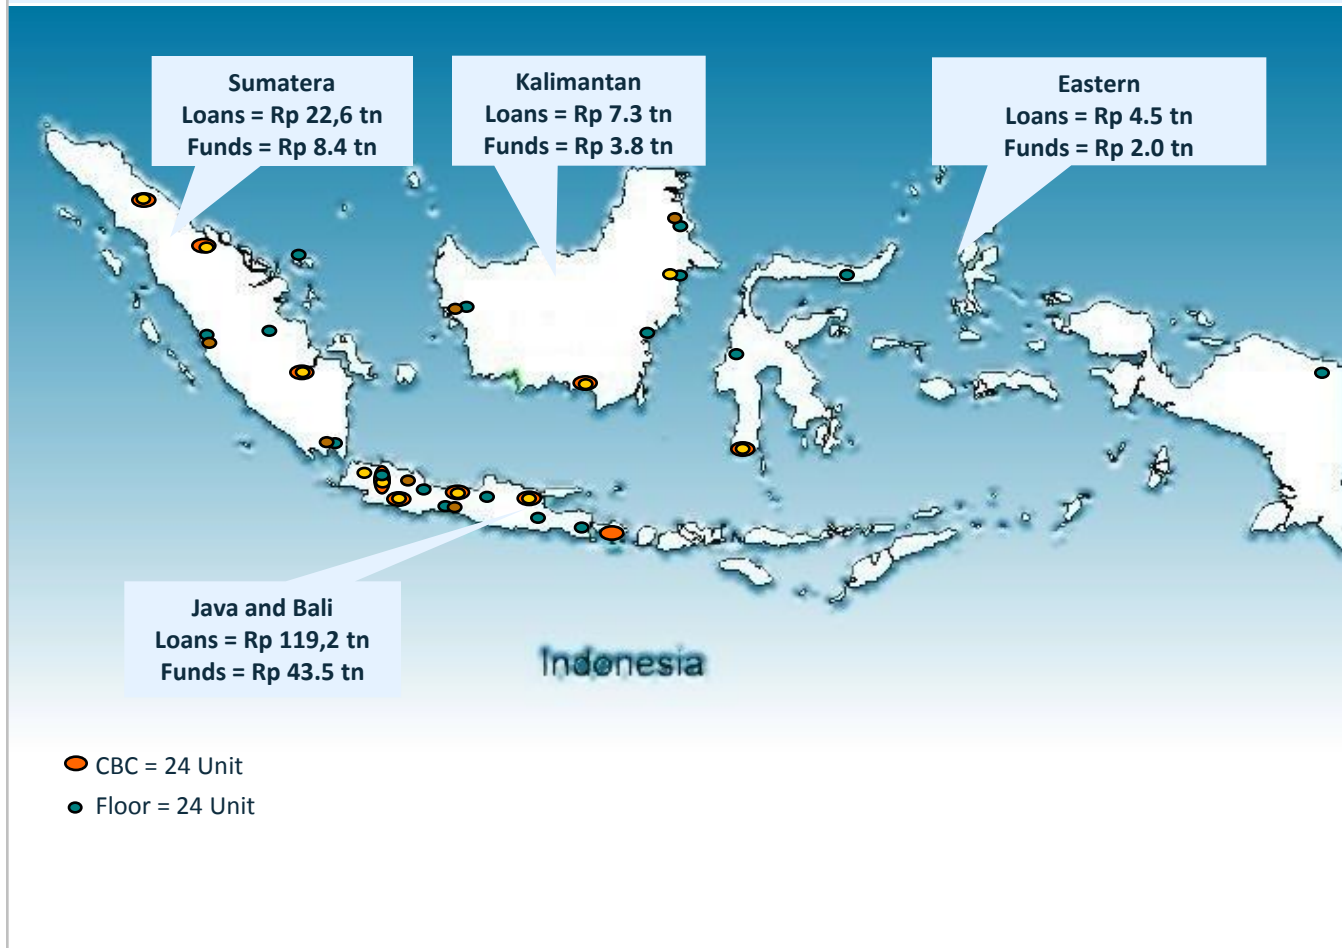 Sumatera
Loans = Rp 22,6 tn
Funds = Rp 8.4 tn
Kalimantan
Loans = Rp 7.3 tn
Funds = Rp 3.8 tn
Eastern
Loans = Rp 4.5 tn
Funds = Rp 2.0 tn
Java and Bali
Loans = Rp 119,2 tn
Funds = Rp 43.5 tn
Indonesia
CBC = 24 Unit
Floor = 24 Unit